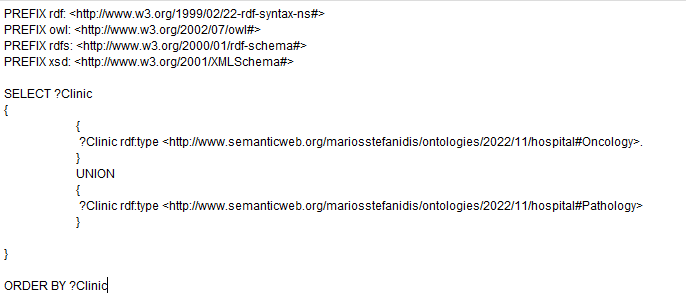 PREFIX rdf: <http://www.w3.org/1999/02/22-rdf-syntax-ns#>
PREFIX owl: <http://www.w3.org/2002/07/owl#>
PREFIX rdfs: <http://www.w3.org/2000/01/rdf-schema#>
PREFIX xsd: <http://www.w3.org/2001/XMLSchema#>
SELECT ?Clinic
{
{
?Clinic rdf:type <http://www.semanticweb.org/mariosstefanidis/ontologies/2022/11/hospital#Oncology>.
}
UNION
{
?Clinic rdf:type <http://www.semanticweb.org/mariosstefanidis/ontologies/2022/11/hospital#Pathology>
}
}
ORDER BY ?Clinic